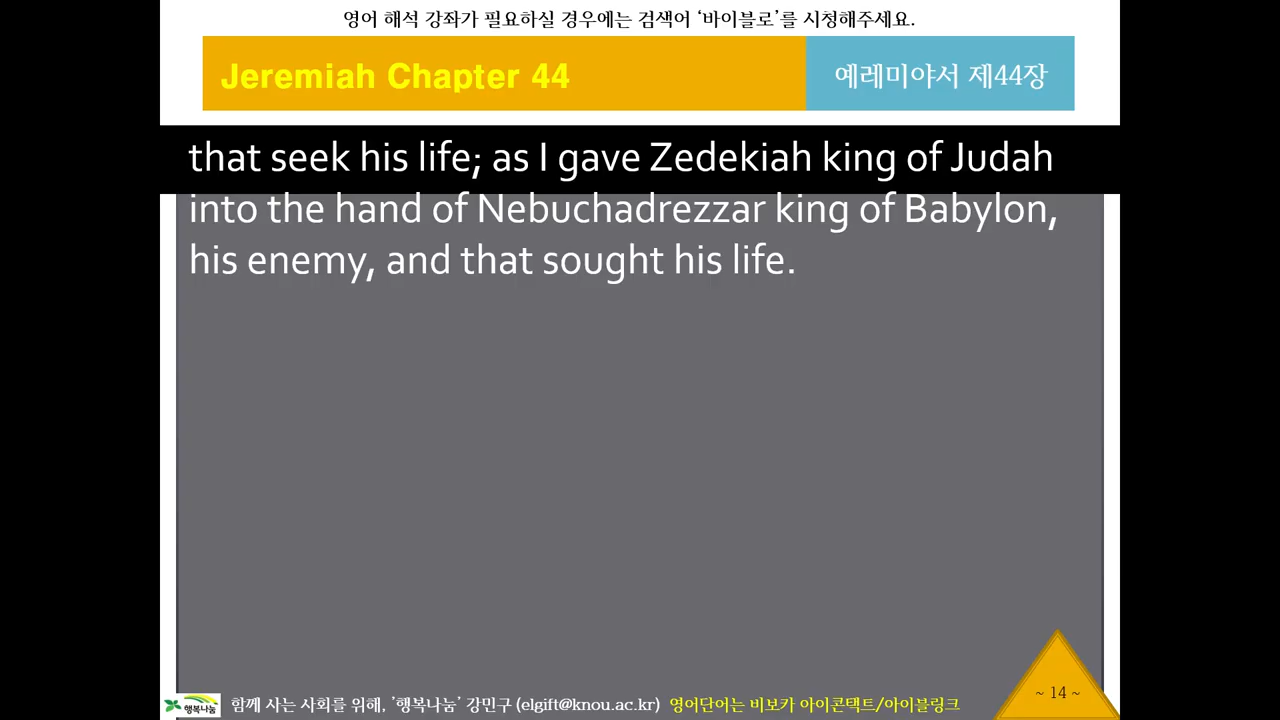 영어 해석 강좌가 필요하실 경우에는 검색어 ‘바이블로’를 시청해주세요.
Jeremiah Chapter 44
예레미야서 제44장
that seek his life; as I gave Zedekiah king of Judah
into the hand of Nebuchadrezzar king of Babylon,
his enemy, and that sought his life.
~ 14 ~
행복나눔
함께 사는 사회를 위해, ’행복나눔’ 강민구 (elgift@knou.ac.kr) 영어단어는 비보카 아이콘택트/아이블링크